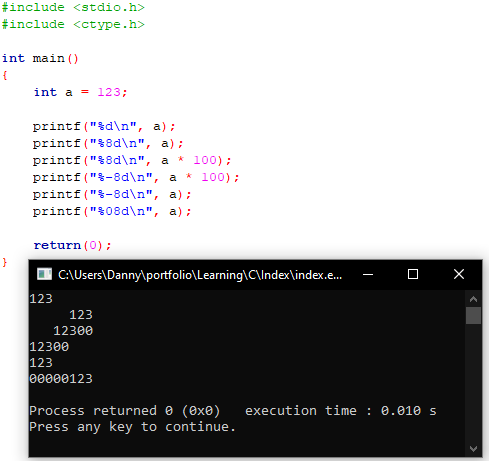 #include <stdio.h>
#include <ctype.h>
int main()
{
    int a = 123;
    printf("%d\n", a);
    printf("%8d\n", a);
    printf("%8d\n", a * 100);
    printf("%-8d\n", a * 100);
    printf("%-8d\n", a);
    printf("%08d\n", a);
    return(0);
}
C:\Users\Danny\portfolio\Learning\C\Index\index.e...
123
     123
   12300
12300
123
00000123
Process returned 0 (0x0)   execution time : 0.010 s
Press any key to continue.